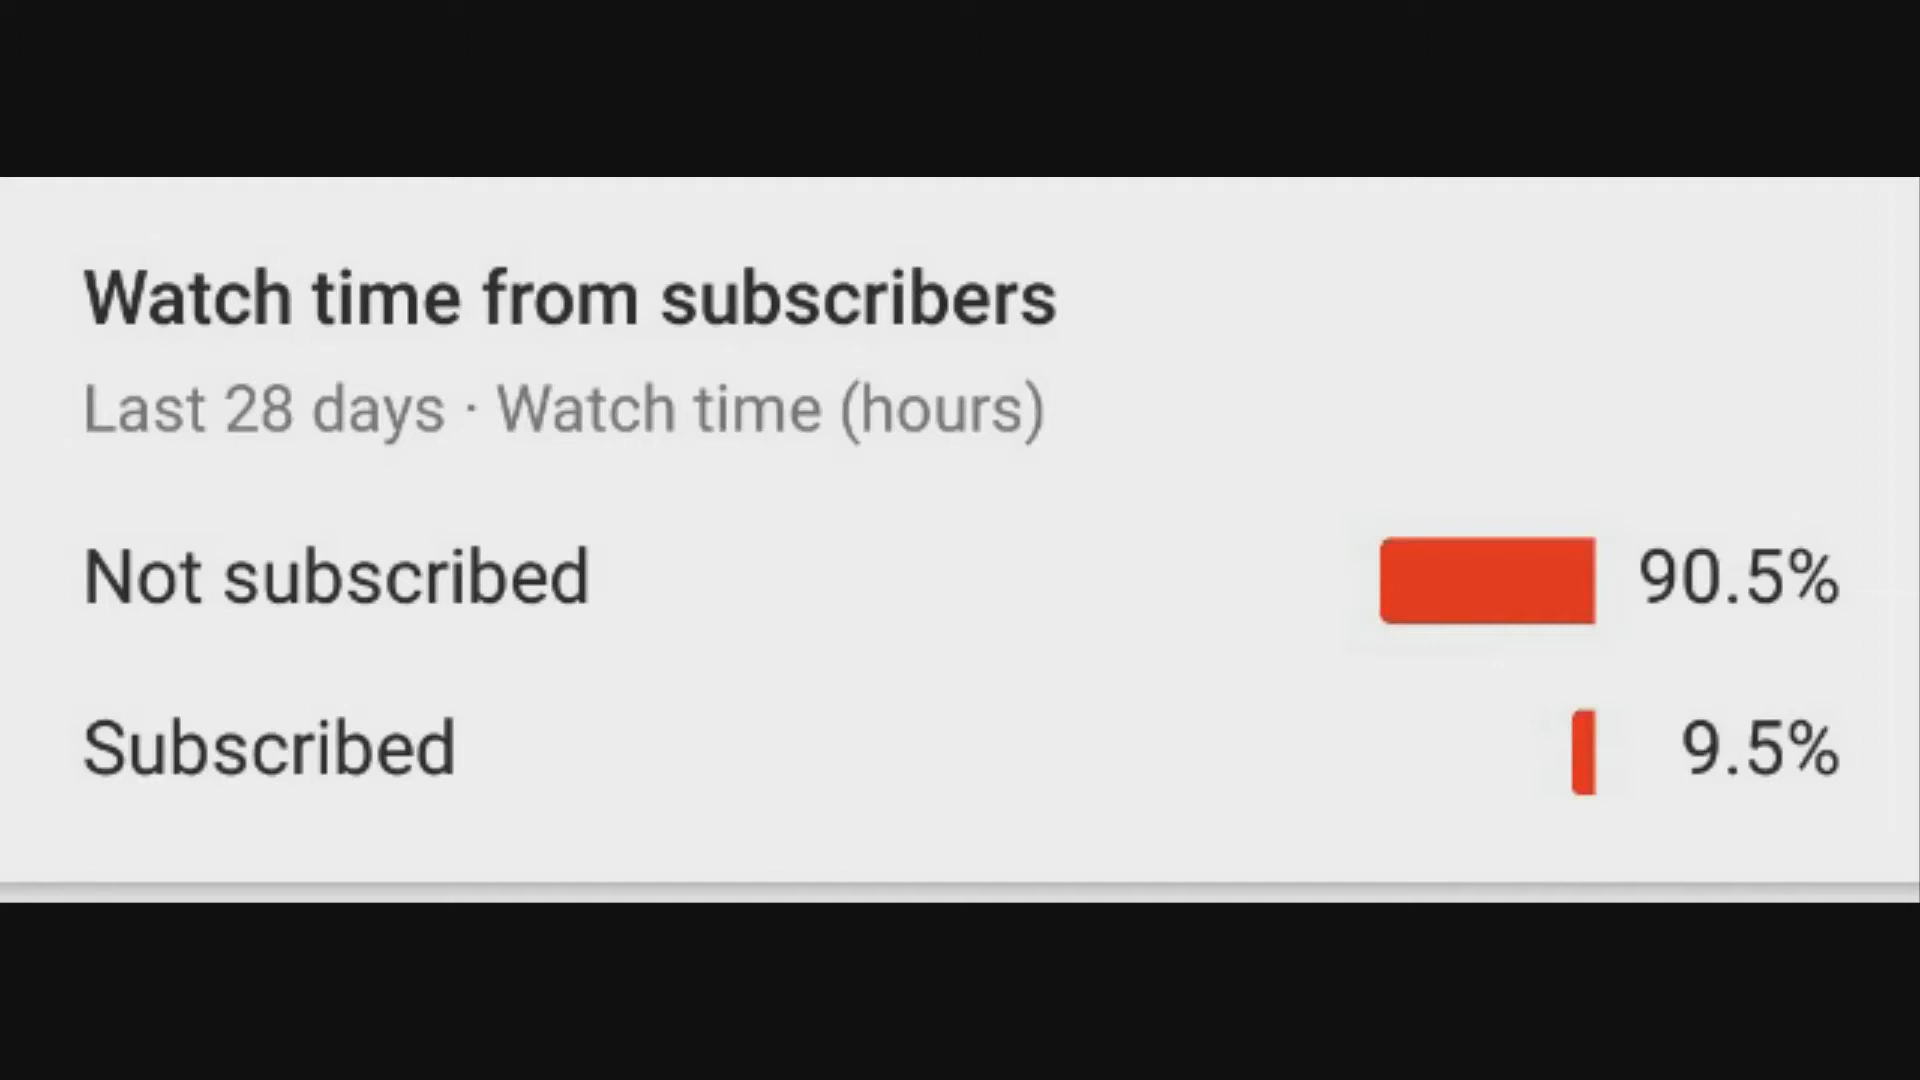 Watch time from subscribers
Last 28 days · Watch time (hours)
Not subscribed 90.5%
Subscribed 9.5%